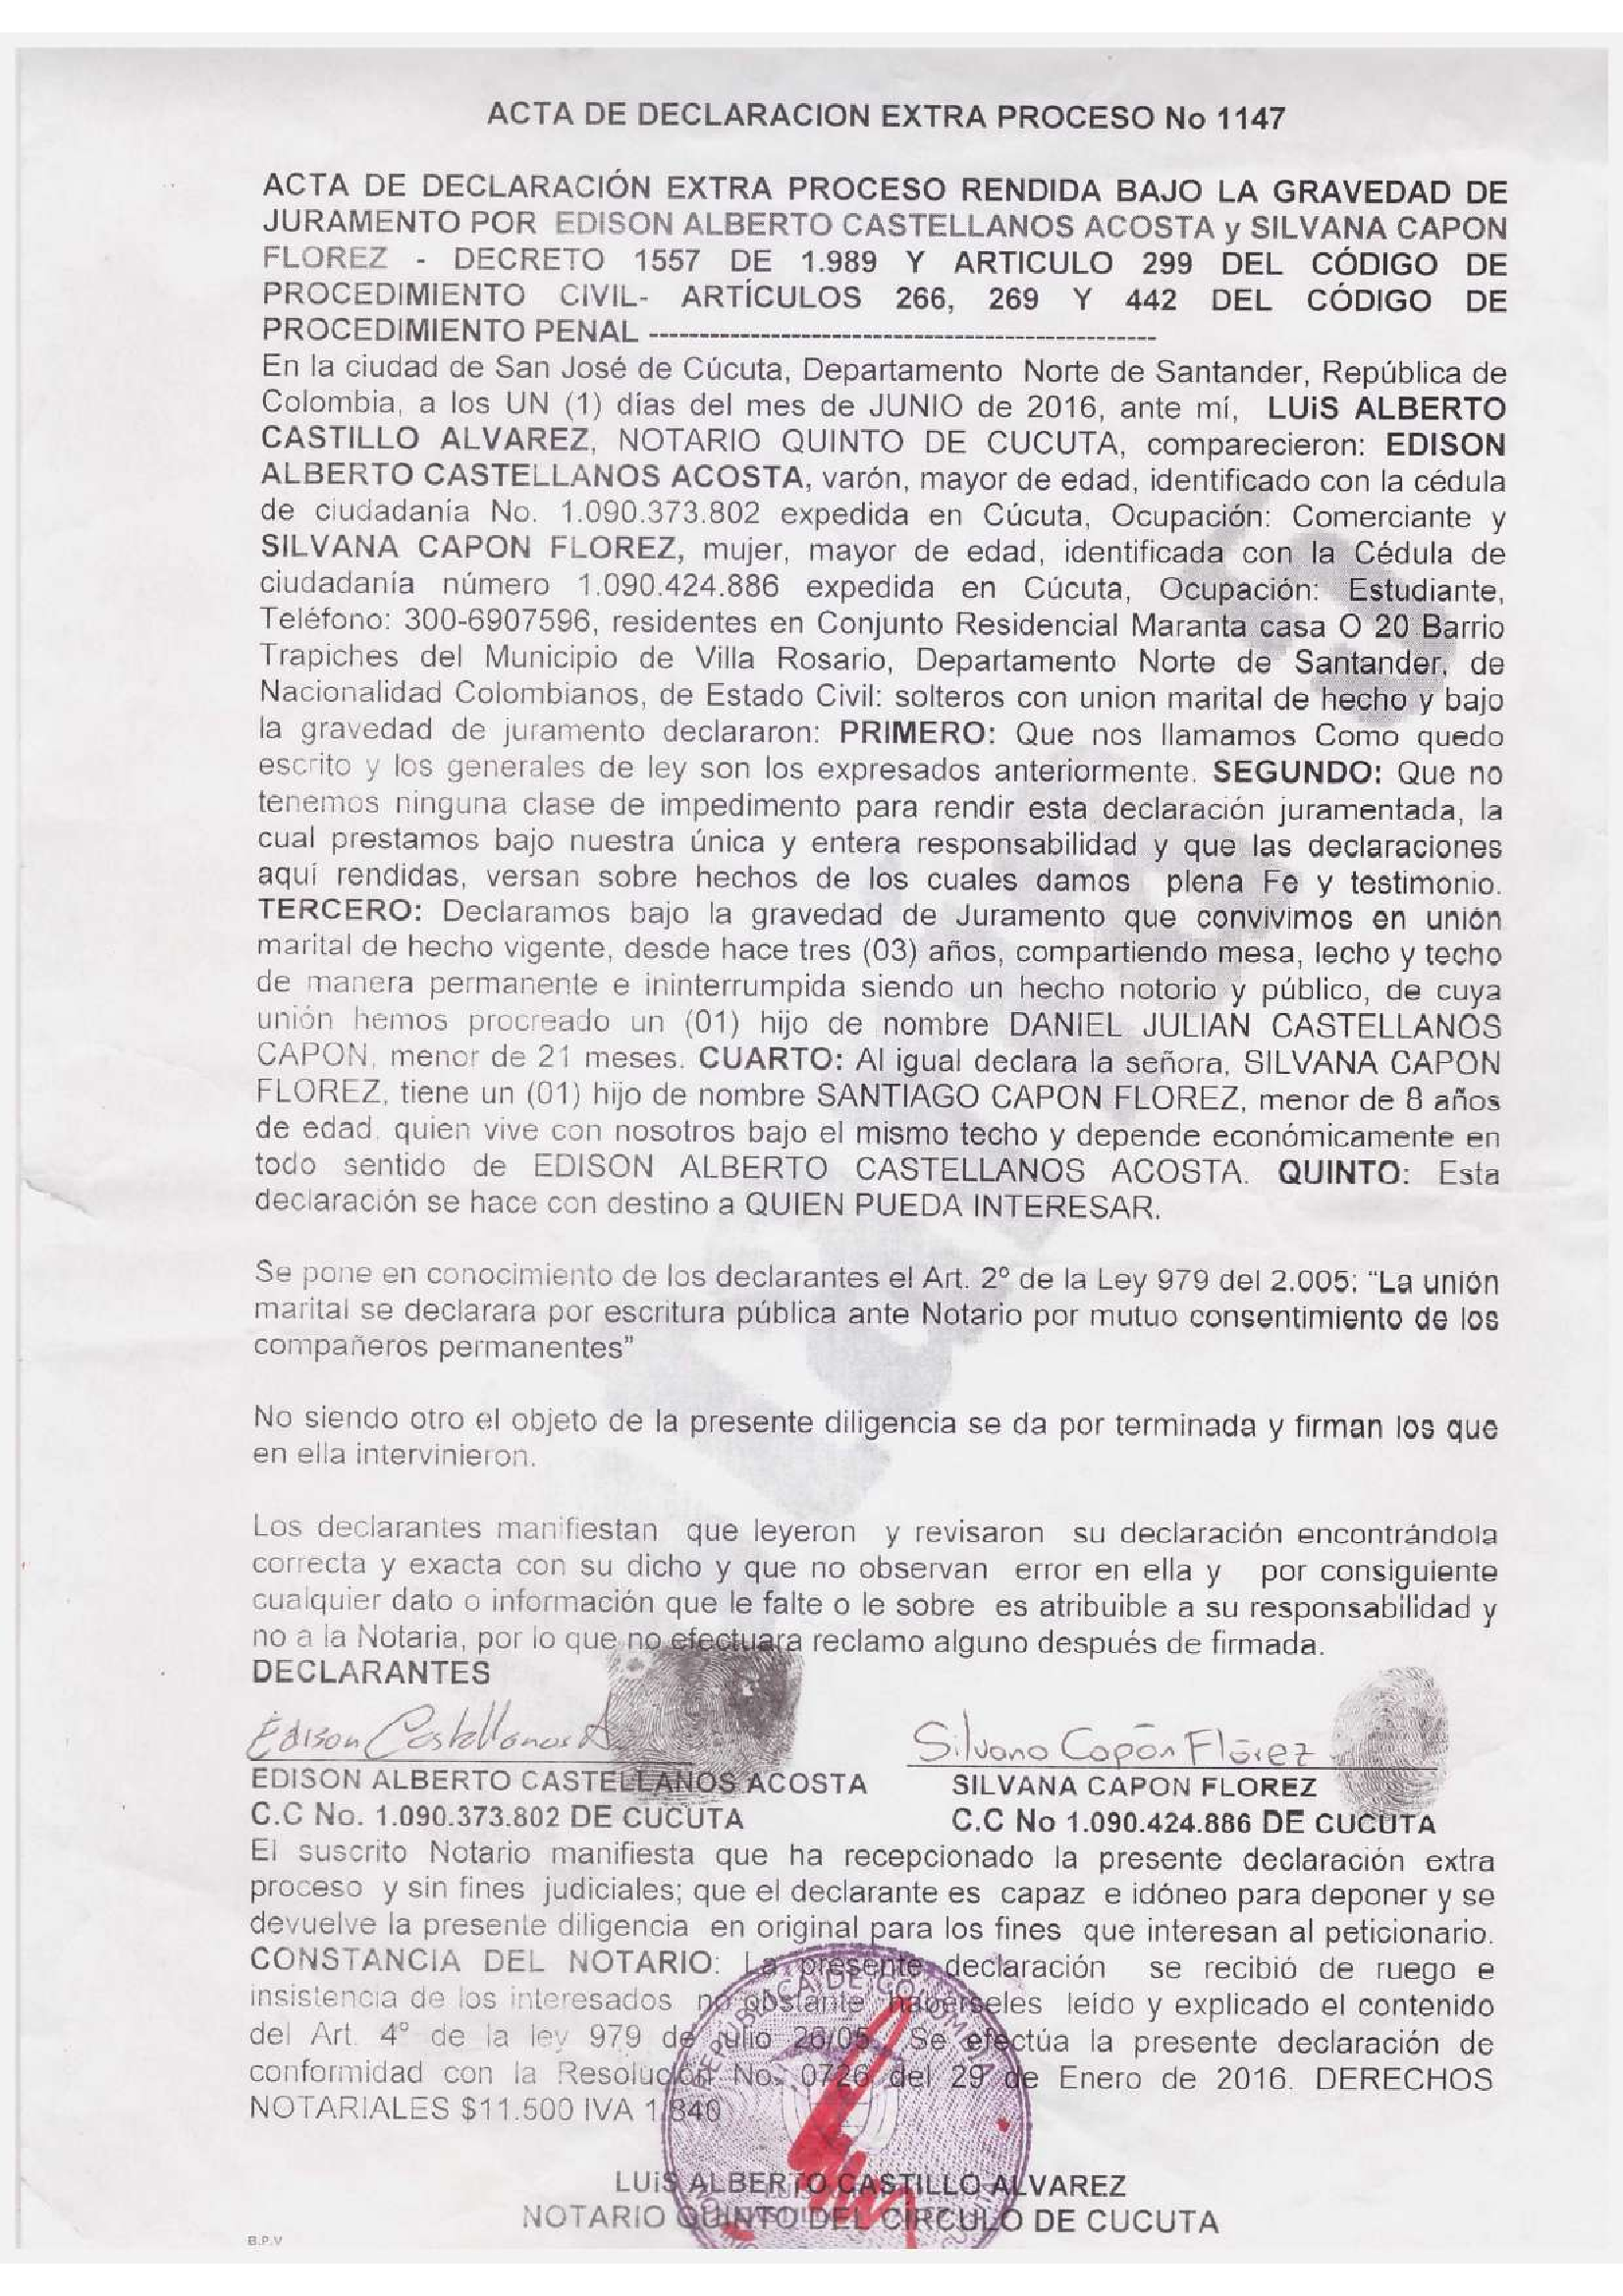 ACTA DE DECLARACION EXTRA PROCESO No 1147
ACTA DE DECLARACIÓN EXTRA PROCESO RENDIDA BAJO LA GRAVEDAD DE
JURAMENTO POR EDISON ALBERTO CASTELLANOS ACOSTA y SILVANA CAPON
FLOREZ - DECRETO 1557 DE 1.989 Y ARTICULO 299 DEL CÓDIGO DE
PROCEDIMIENTO CIVIL- ARTÍCULOS 266, 269 Y 442 DEL CÓDIGO DE
PROCEDIMIENTO PENAL --------------------------------------------------
En la ciudad de San José de Cúcuta, Departamento Norte de Santander, República de
Colombia, a los UN (1) días del mes de JUNIO de 2016, ante mí, LUiS ALBERTO
CASTILLO ALVAREZ, NOTARIO QUINTO DE CUCUTA, comparecieron: EDISON
ALBERTO CASTELLANOS ACOSTA, varón, mayor de edad, identificado con la cédula
de ciudadanía No. 1.090.373.802 expedida en Cúcuta, Ocupación: Comerciante y
SILVANA CAPON FLOREZ, mujer, mayor de edad, identificada con la Cédula de
ciudadanía número 1.090.424.886 expedida en Cúcuta, Ocupación: Estudiante,
Teléfono: 300-6907596, residentes en Conjunto Residencial Maranta casa O 20 Barrio
Trapiches del Municipio de Villa Rosario, Departamento Norte de Santander, de
Nacionalidad Colombianos, de Estado Civil: solteros con union marital de hecho y bajo
la gravedad de juramento declararon: PRIMERO: Que nos llamamos Como quedo
escrito y los generales de ley son los expresados anteriormente. SEGUNDO: Que no
tenemos ninguna clase de impedimento para rendir esta declaración juramentada, la
cual prestamos bajo nuestra única y entera responsabilidad y que las declaraciones
aquí rendidas, versan sobre hechos de los cuales damos plena Fe y testimonio.
TERCERO: Declaramos bajo la gravedad de Juramento que convivimos en unión
marital de hecho vigente, desde hace tres (03) años, compartiendo mesa, lecho y techo
de manera permanente e ininterrumpida siendo un hecho notorio y público, de cuya
unión hemos procreado un (01) hijo de nombre DANIEL JULIAN CASTELLANOS
CAPON, menor de 21 meses. CUARTO: Al igual declara la señora, SILVANA CAPON
FLOREZ, tiene un (01) hijo de nombre SANTIAGO CAPON FLOREZ, menor de 8 años
de edad, quien vive con nosotros bajo el mismo techo y depende económicamente en
todo sentido de EDISON ALBERTO CASTELLANOS ACOSTA. QUINTO: Esta
declaración se hace con destino a QUIEN PUEDA INTERESAR.
Se pone en conocimiento de los declarantes el Art. 2º de la Ley 979 del 2.005: “La unión
marital se declarara por escritura pública ante Notario por mutuo consentimiento de los
compañeros permanentes”
No siendo otro el objeto de la presente diligencia se da por terminada y firman los que
en ella intervinieron.
Los declarantes manifiestan que leyeron y revisaron su declaración encontrándola
correcta y exacta con su dicho y que no observan error en ella y por consiguiente
cualquier dato o información que le falte o le sobre es atribuible a su responsabilidad y
no a la Notaria, por lo que no efectuara reclamo alguno después de firmada.
DECLARANTES
Edison Castellanos A. Silvana Capón Flórez
EDISON ALBERTO CASTELLANOS ACOSTA SILVANA CAPON FLOREZ
C.C No. 1.090.373.802 DE CUCUTA C.C No 1.090.424.886 DE CUCUTA
El suscrito Notario manifiesta que ha recepcionado la presente declaración extra
proceso y sin fines judiciales; que el declarante es capaz e idóneo para deponer y se
devuelve la presente diligencia en original para los fines que interesan al peticionario.
CONSTANCIA DEL NOTARIO: La presente declaración se recibió de ruego e
insistencia de los interesados no obstante haberseles leído y explicado el contenido
del Art. 4º de la ley 979 de Julio 26/05. Se efectúa la presente declaración de
conformidad con la Resolución No. 0726 del 29 de Enero de 2016. DERECHOS
NOTARIALES $11.500 IVA 1.840
REPÚBLICA DE COLOMBIA
LUiS ALBERTO CASTILLO ALVAREZ
NOTARIO QUINTO DEL CIRCULO DE CUCUTA
B.P.V